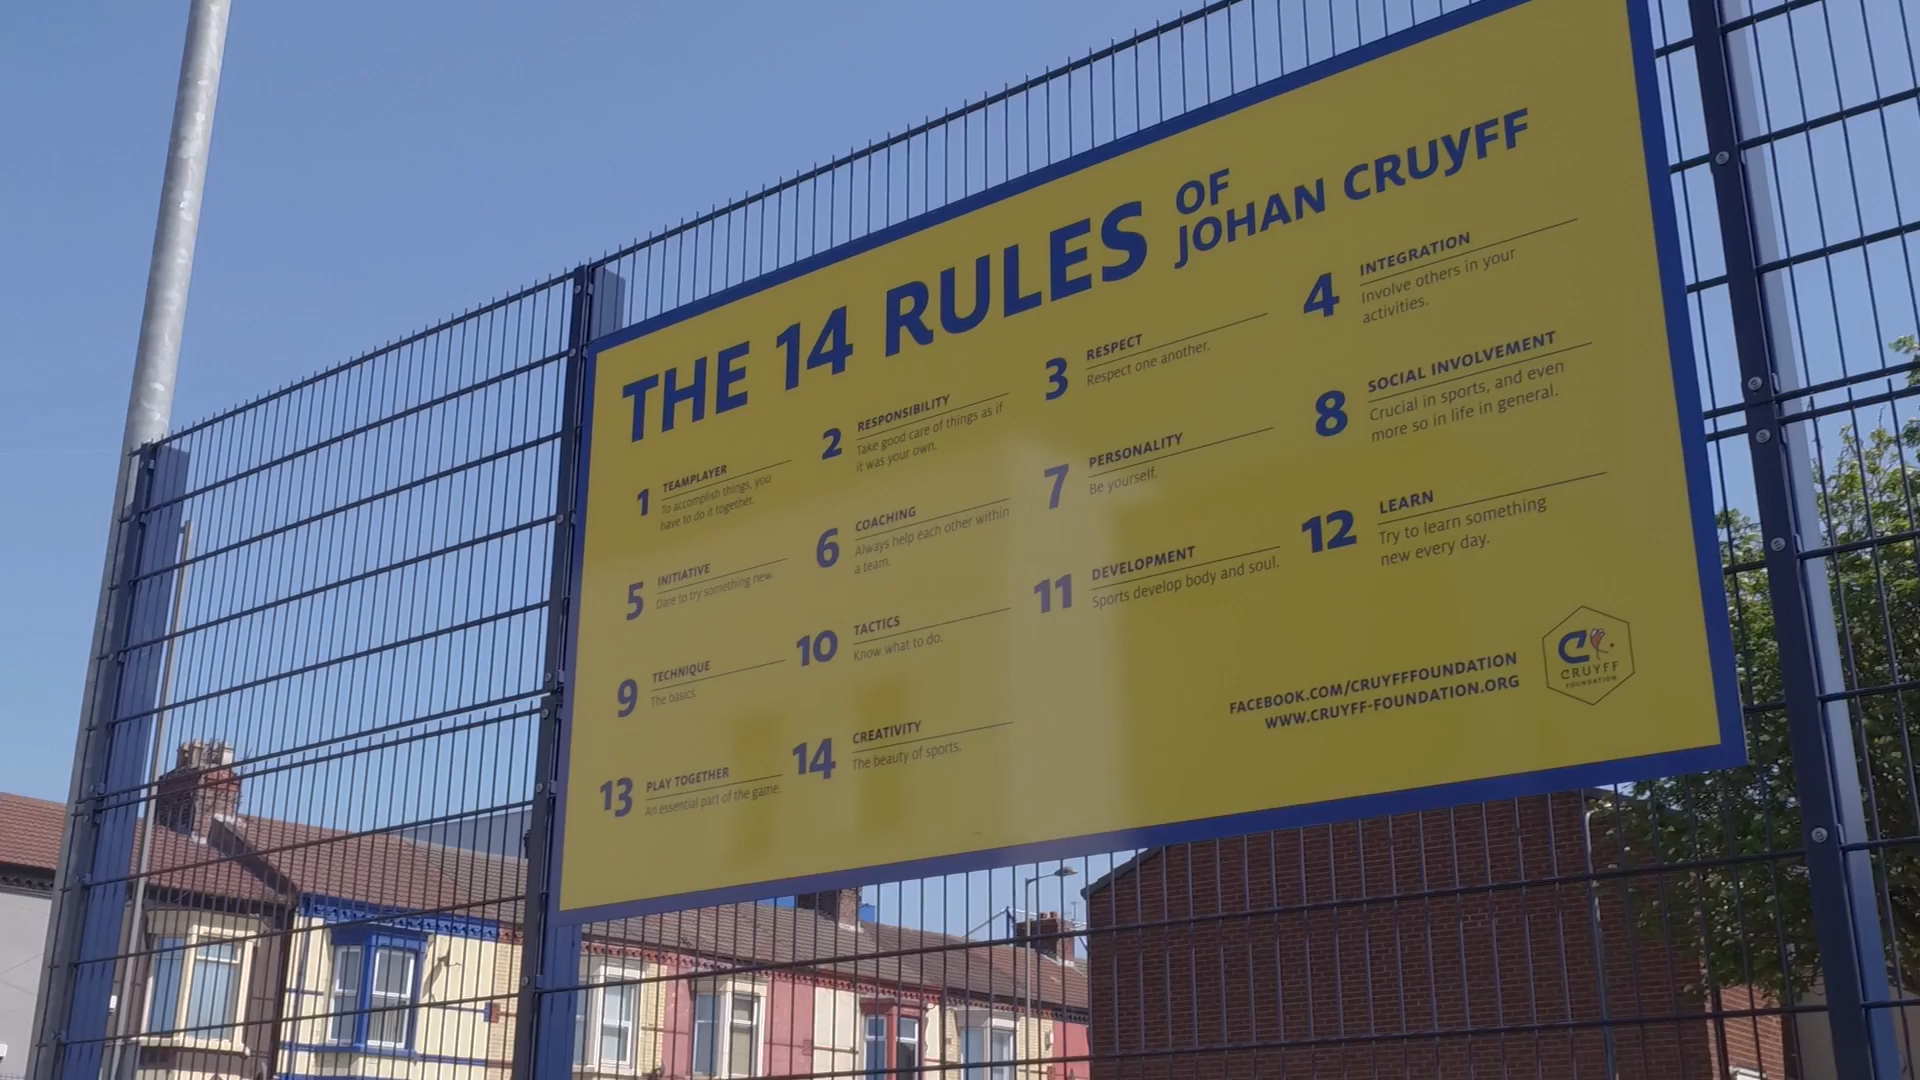 THE 14 RULES OF
JOHAN CRUYFF
1 TEAMPLAYER
To accomplish things, you
have to do it together.
2 RESPONSIBILITY
Take good care of things as if
it was your own.
3 RESPECT
Respect one another.
4 INTEGRATION
Involve others in your
activities.
5 INITIATIVE
Dare to try something new.
6 COACHING
Always help each other within
a team.
7 PERSONALITY
Be yourself.
8 SOCIAL INVOLVEMENT
Crucial in sports, and even
more so in life in general.
9 TECHNIQUE
The basics.
10 TACTICS
Know what to do.
11 DEVELOPMENT
Sports develop body and soul.
12 LEARN
Try to learn something
new every day.
13 PLAY TOGETHER
An essential part of the game.
14 CREATIVITY
The beauty of sports.
FACEBOOK.COM/CRUYFFFOUNDATION
WWW.CRUYFF-FOUNDATION.ORG
CRUYFF
FOUNDATION